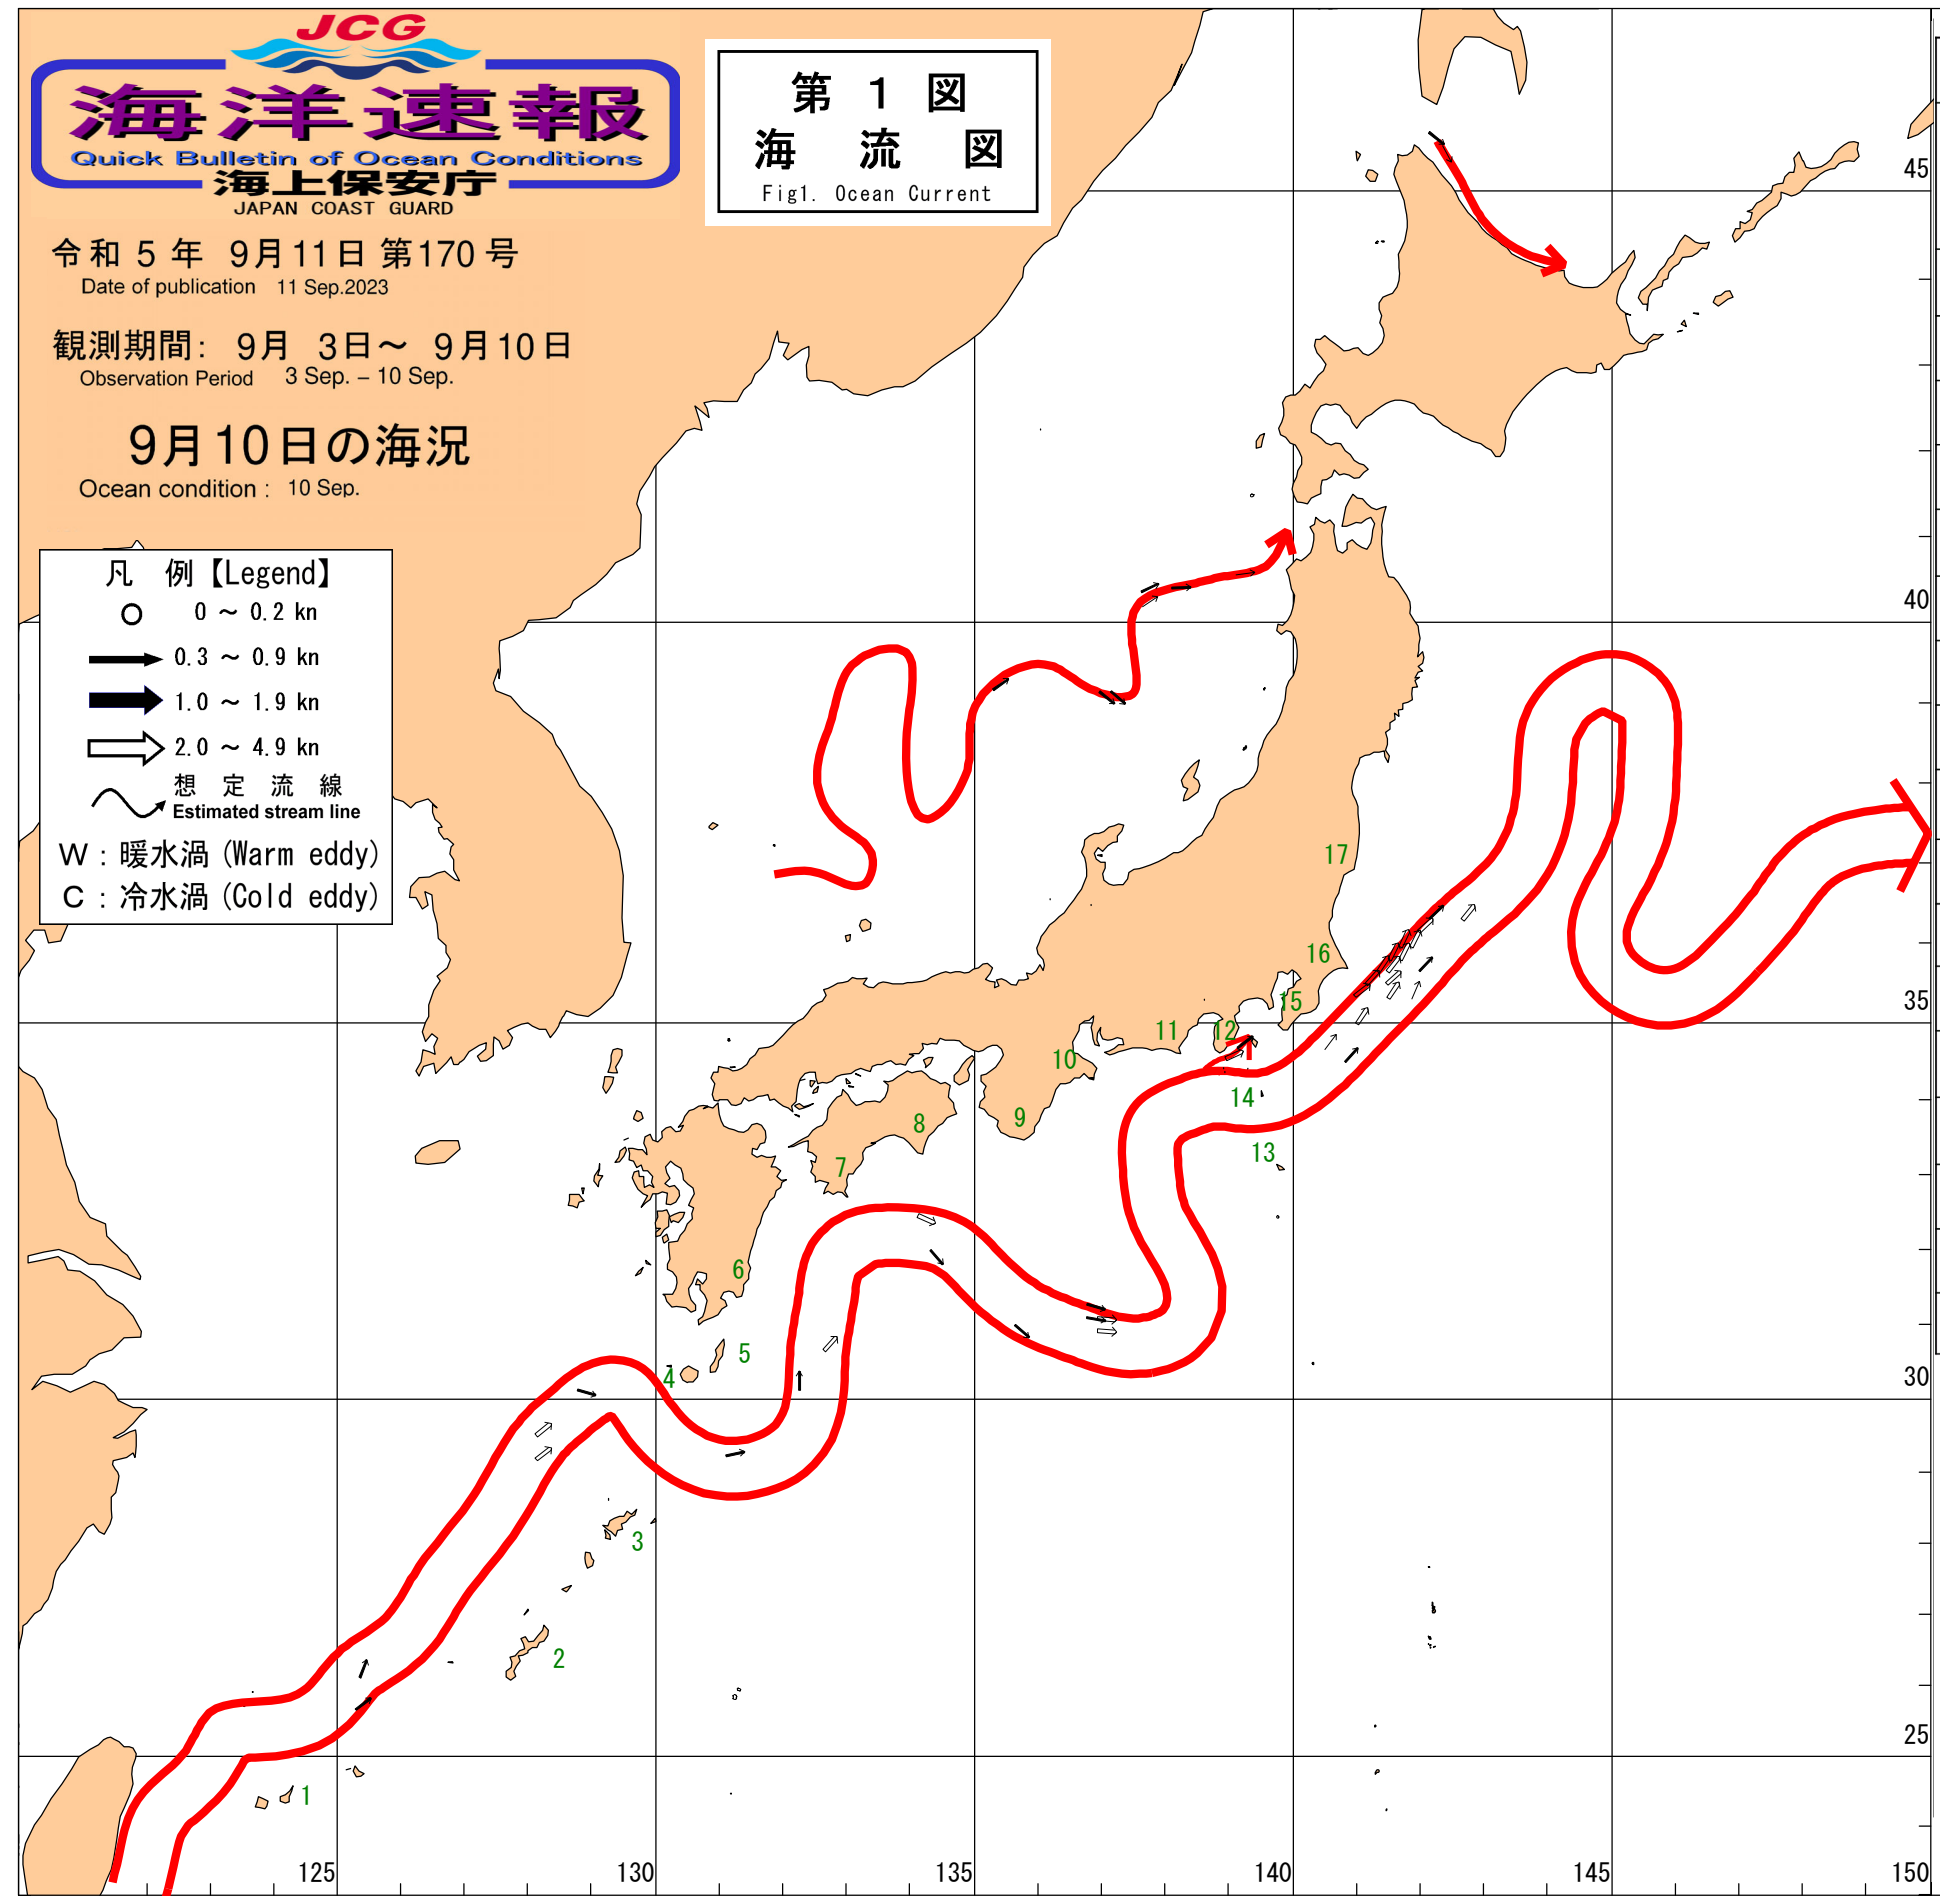 JCG
海洋速報
Quick Bulletin of Ocean Conditions
海上保安庁
JAPAN COAST GUARD
令和 5 年 9月11日 第170号
Date of publication 11 Sep.2023
観測期間: 9月 3日～ 9月10日
Observation Period 3 Sep. – 10 Sep.
9月10日の海況
Ocean condition : 10 Sep.
第 1 図
海 流 図
Fig1. Ocean Current
凡 例【Legend】
0 ～ 0.2 kn
0.3 ～ 0.9 kn
1.0 ～ 1.9 kn
2.0 ～ 4.9 kn
想 定 流 線
Estimated stream line
W : 暖水渦 (Warm eddy)
C : 冷水渦 (Cold eddy)
45
40
17
16
35
15
12
11
10
14
9
8
13
7
6
5
4
30
3
2
25
1
125
130
135
140
145
150